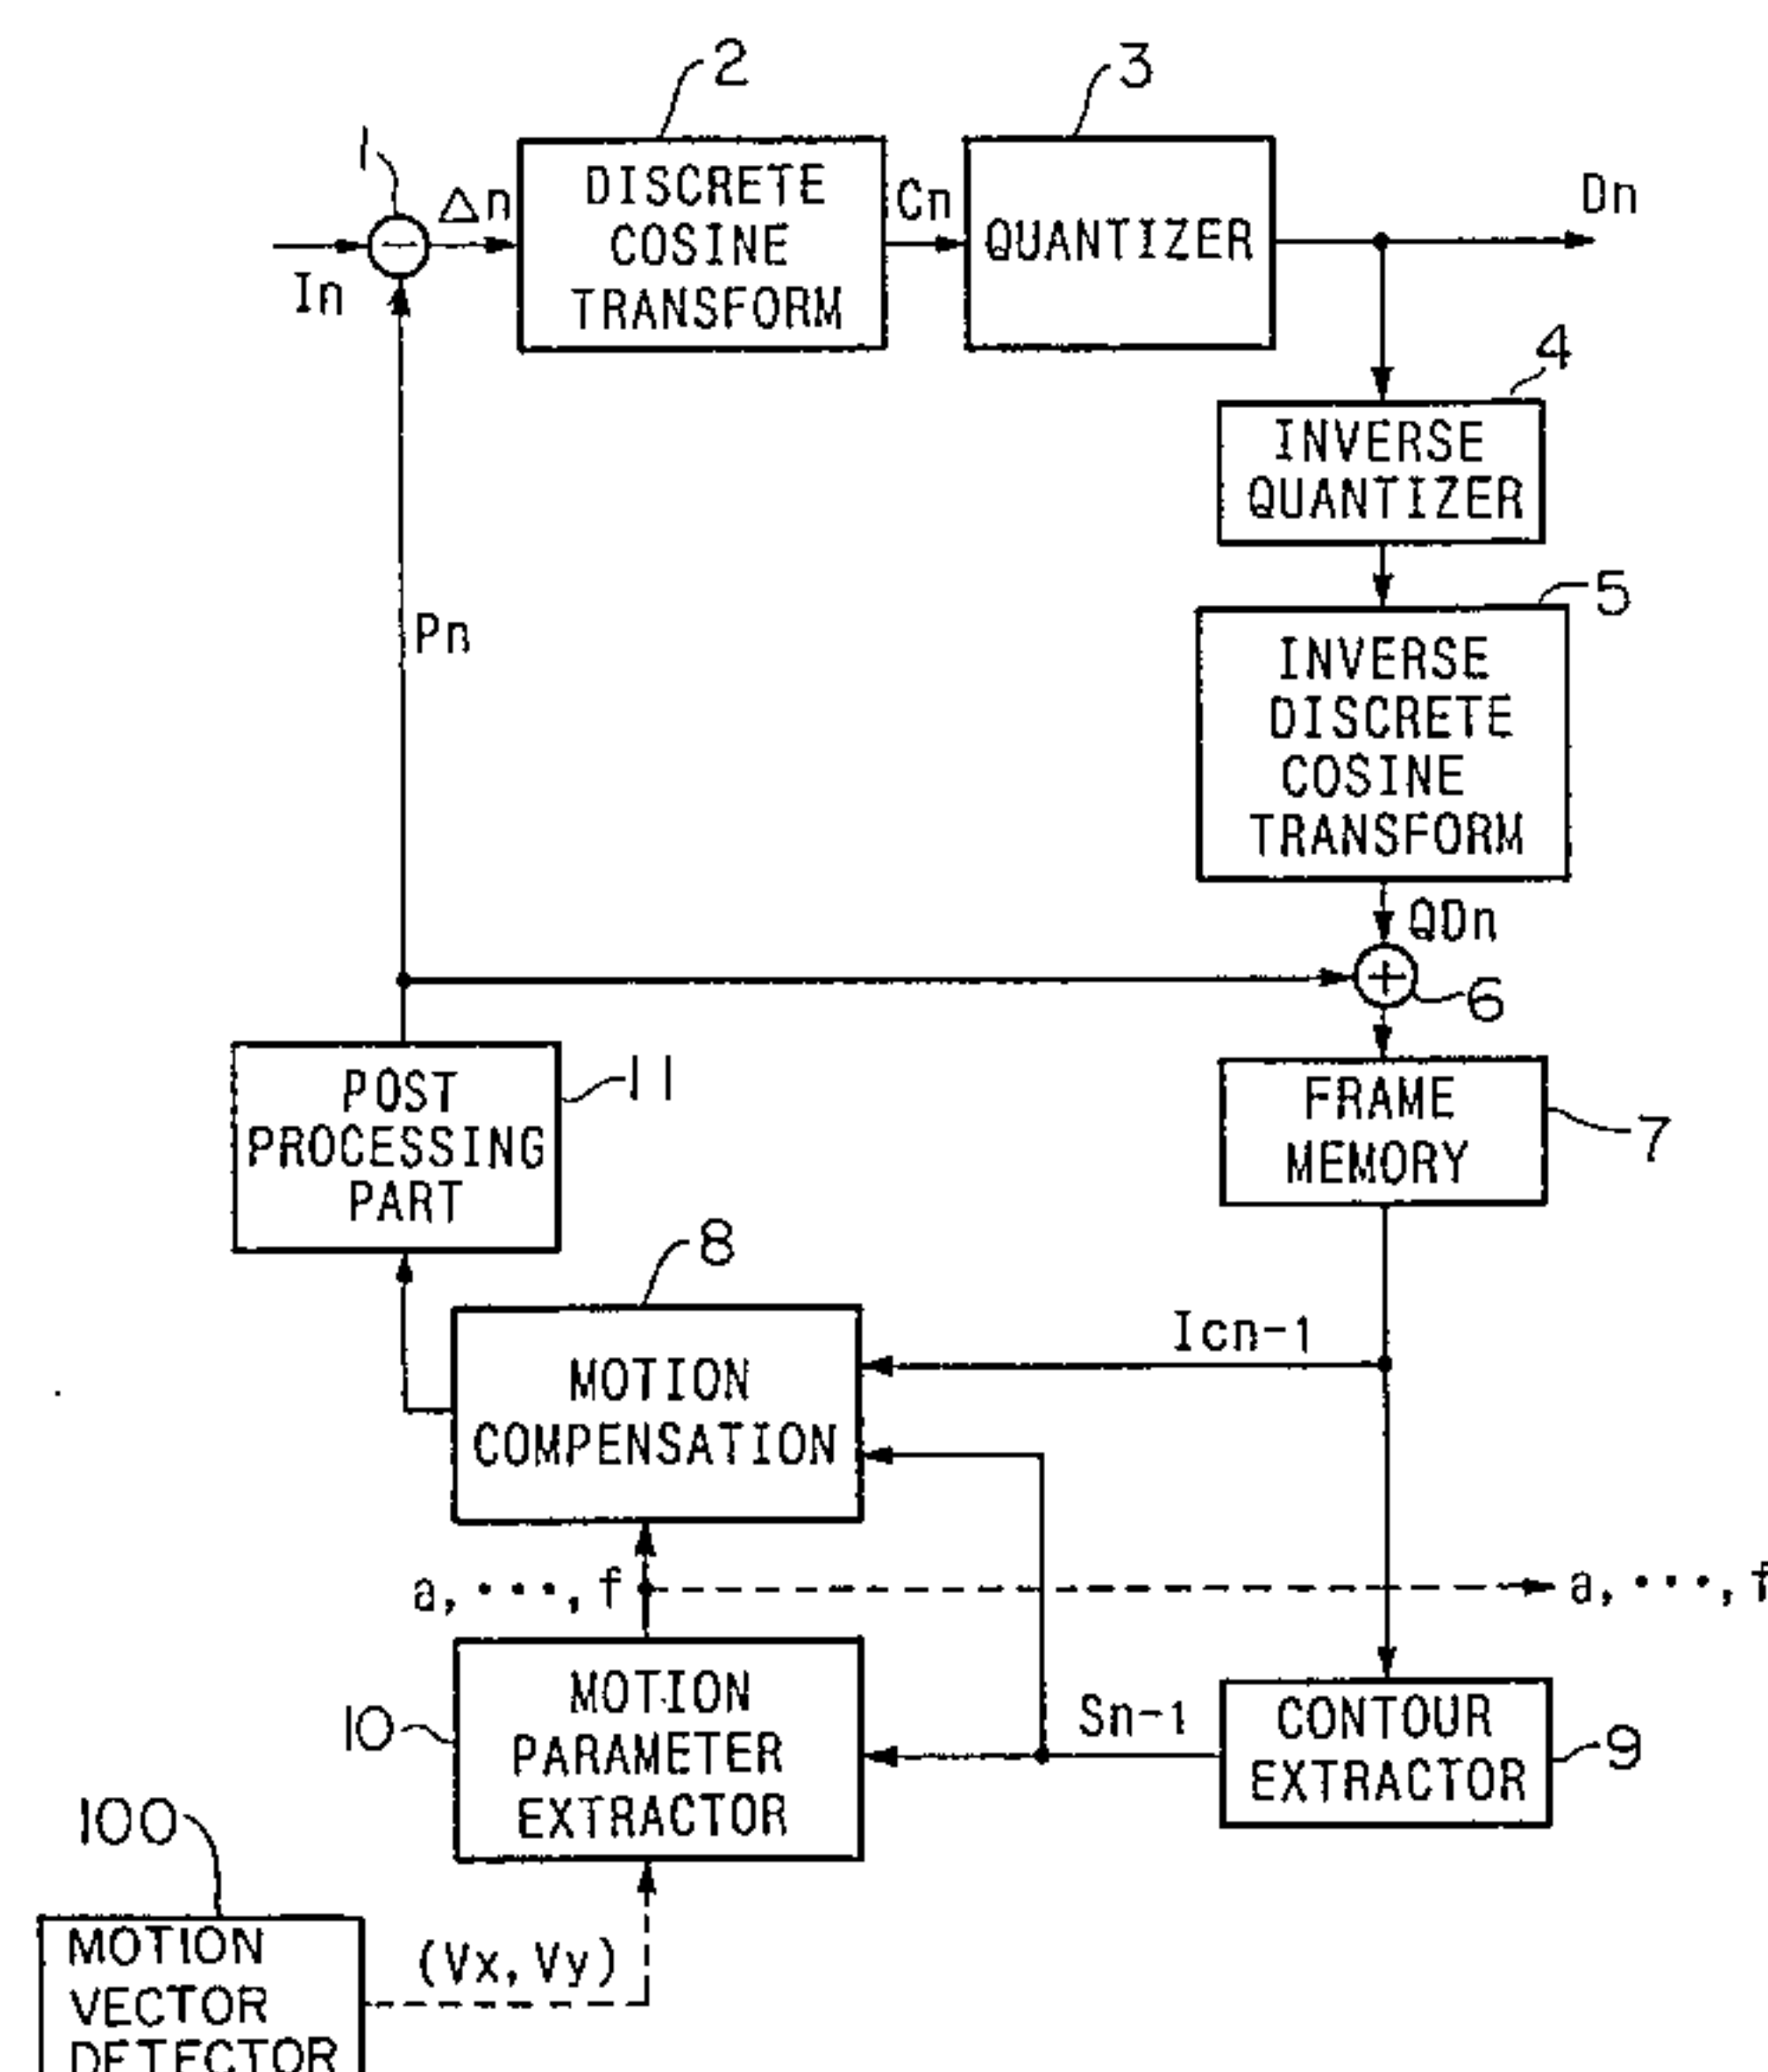 2
3
1
Δn
DISCRETE
COSINE
TRANSFORM
Cn
QUANTIZER
Dn
In
4
INVERSE
QUANTIZER
5
Pn
INVERSE
DISCRETE
COSINE
TRANSFORM
QDn
6
POST
PROCESSING
PART
11
FRAME
MEMORY
7
8
Icn-1
MOTION
COMPENSATION
a, ···, f
a, ···, f
10
MOTION
PARAMETER
EXTRACTOR
Sn-1
CONTOUR
EXTRACTOR
9
100
MOTION
VECTOR
DETECTOR
(Vx, Vy)